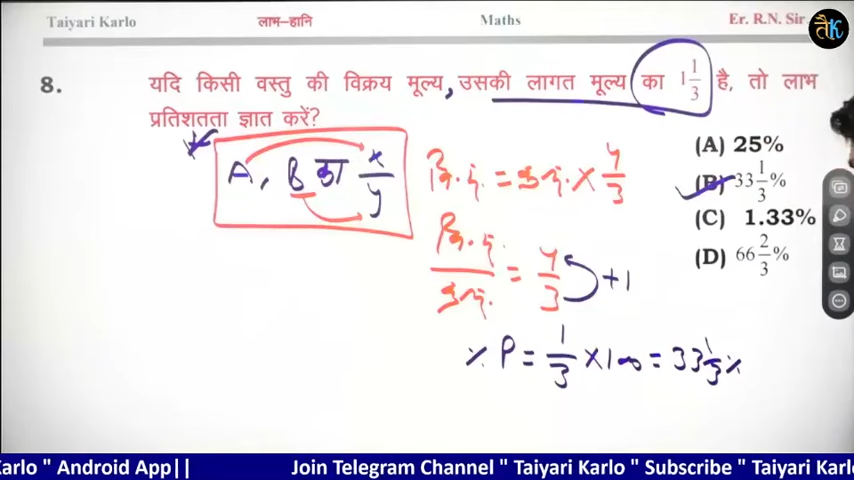 Taiyari Karlo लाभ-हानि Maths Er. R.N. Sir
तैK
8. यदि किसी वस्तु की विक्रय मूल्य, उसकी लागत मूल्य का 1 1/3 है, तो लाभ
प्रतिशतता ज्ञात करें?
(A) 25%
(B) 33 1/3 %
(C) 1.33%
(D) 66 2/3 %
A, B का x/y
वि.मू. = क्र.मू. × 4/3
वि.मू./क्र.मू. = 4/3 +1
% P = 1/3 × 100 = 33 1/3 %
Karlo " Android App|| Join Telegram Channel " Taiyari Karlo " Subscribe " Taiyari Karlo